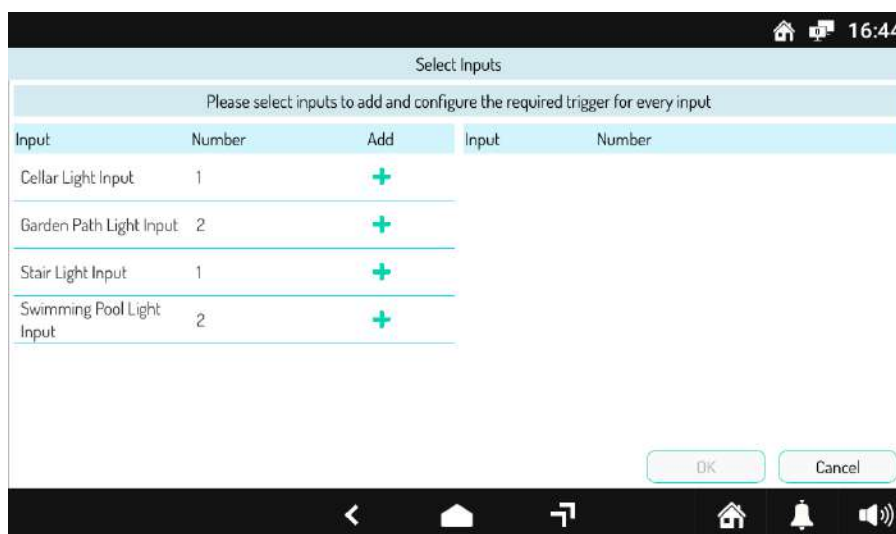 16:44
Select Inputs
Please select inputs to add and configure the required trigger for every input
Input Number Add Input Number
Cellar Light Input 1
Garden Path Light Input 2
Stair Light Input 1
Swimming Pool Light
Input 2
OK Cancel